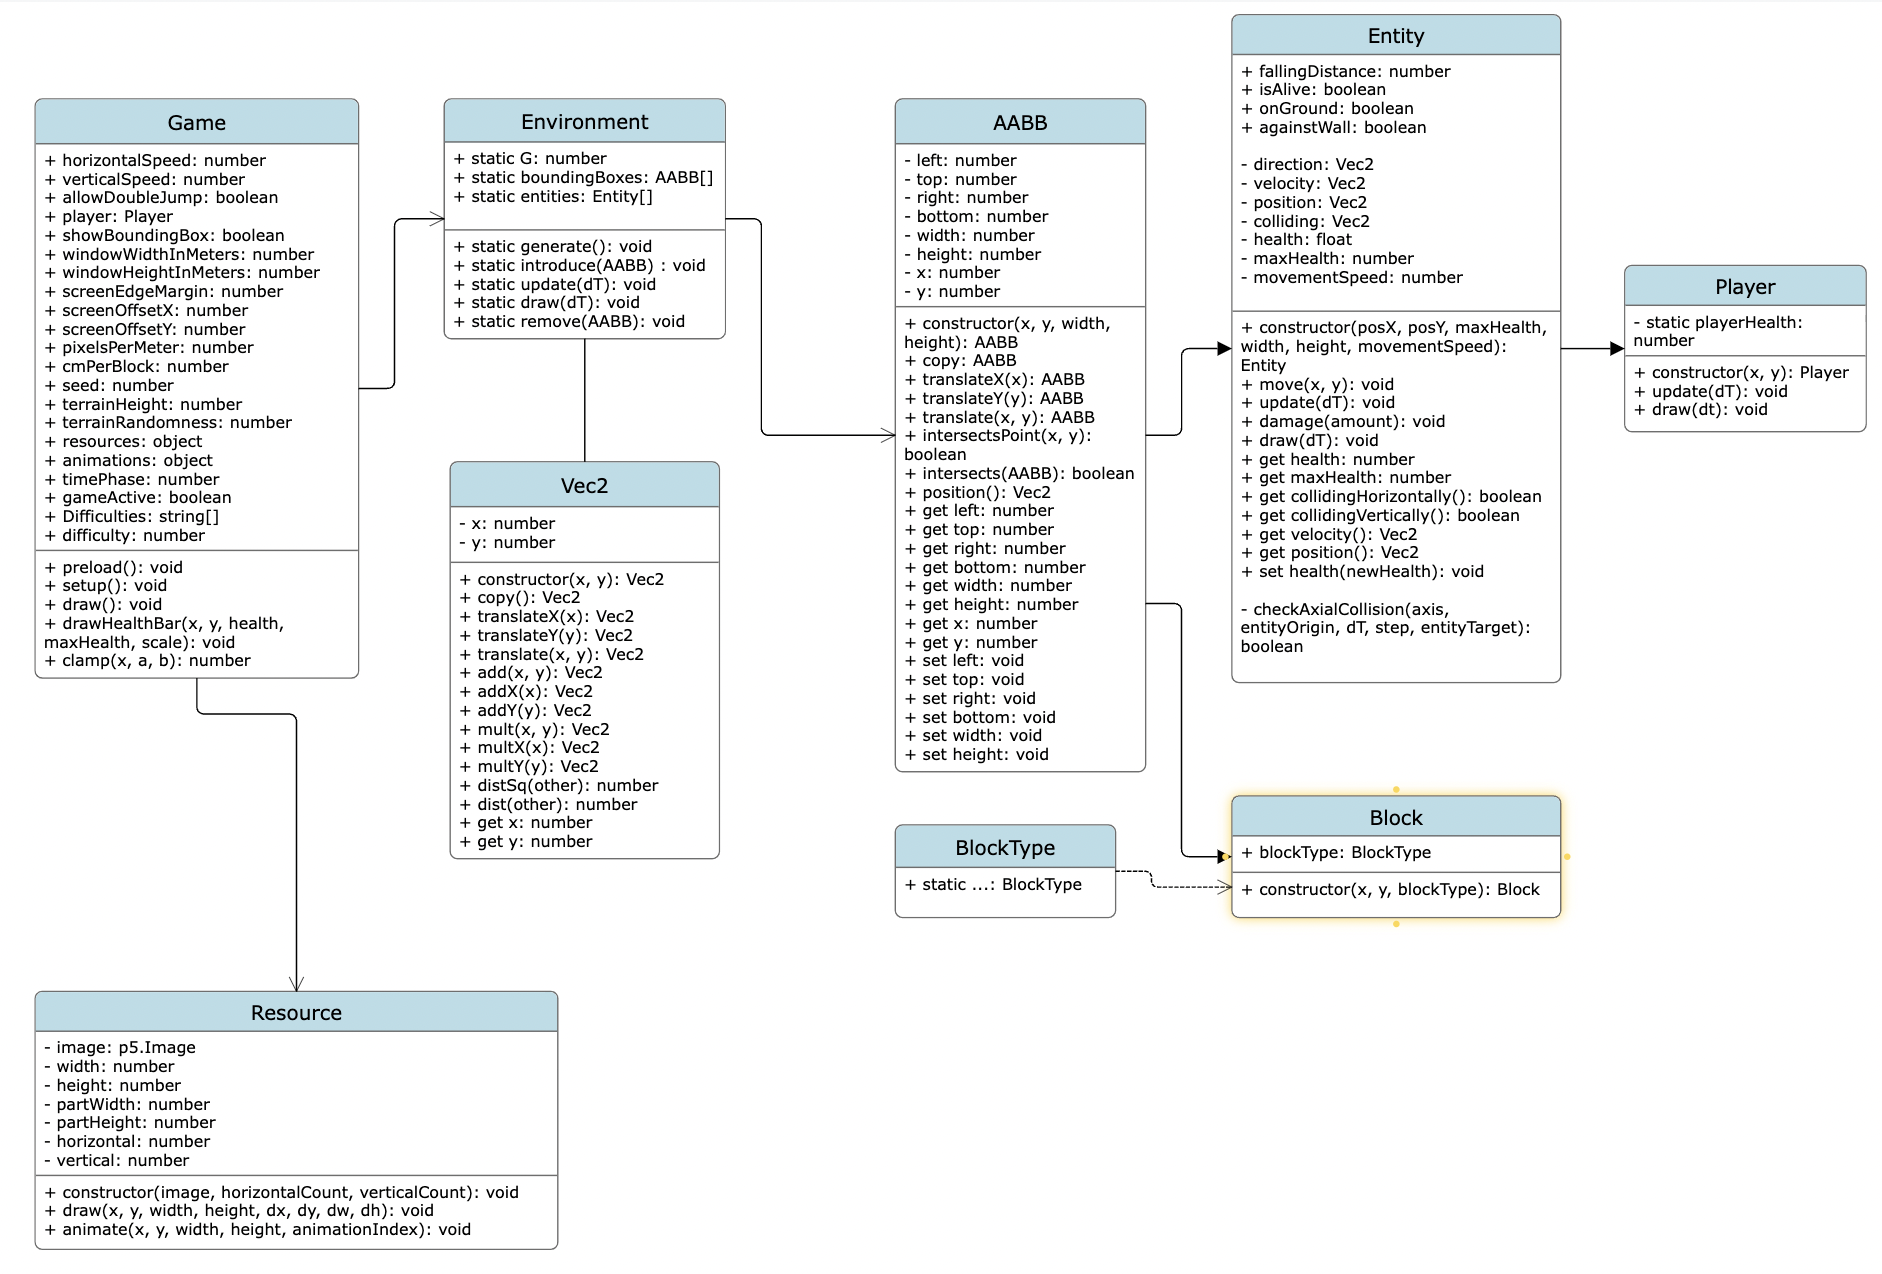 Game
+ horizontalSpeed: number
+ verticalSpeed: number
+ allowDoubleJump: boolean
+ player: Player
+ showBoundingBox: boolean
+ windowWidthInMeters: number
+ windowHeightInMeters: number
+ screenEdgeMargin: number
+ screenOffsetX: number
+ screenOffsetY: number
+ pixelsPerMeter: number
+ cmPerBlock: number
+ seed: number
+ terrainHeight: number
+ terrainRandomness: number
+ resources: object
+ animations: object
+ timePhase: number
+ gameActive: boolean
+ Difficulties: string[]
+ difficulty: number
+ preload(): void
+ setup(): void
+ draw(): void
+ drawHealthBar(x, y, health,
maxHealth, scale): void
+ clamp(x, a, b): number
Environment
+ static G: number
+ static boundingBoxes: AABB[]
+ static entities: Entity[]
+ static generate(): void
+ static introduce(AABB) : void
+ static update(dT): void
+ static draw(dT): void
+ static remove(AABB): void
Vec2
- x: number
- y: number
+ constructor(x, y): Vec2
+ copy(): Vec2
+ translateX(x): Vec2
+ translateY(y): Vec2
+ translate(x, y): Vec2
+ add(x, y): Vec2
+ addX(x): Vec2
+ addY(y): Vec2
+ mult(x, y): Vec2
+ multX(x): Vec2
+ multY(y): Vec2
+ distSq(other): number
+ dist(other): number
+ get x: number
+ get y: number
AABB
- left: number
- top: number
- right: number
- bottom: number
- width: number
- height: number
- x: number
- y: number
+ constructor(x, y, width,
height): AABB
+ copy: AABB
+ translateX(x): AABB
+ translateY(y): AABB
+ translate(x, y): AABB
+ intersectsPoint(x, y):
boolean
+ intersects(AABB): boolean
+ position(): Vec2
+ get left: number
+ get top: number
+ get right: number
+ get bottom: number
+ get width: number
+ get height: number
+ get x: number
+ get y: number
+ set left: void
+ set top: void
+ set right: void
+ set bottom: void
+ set width: void
+ set height: void
Entity
+ fallingDistance: number
+ isAlive: boolean
+ onGround: boolean
+ againstWall: boolean
- direction: Vec2
- velocity: Vec2
- position: Vec2
- colliding: Vec2
- health: float
- maxHealth: number
- movementSpeed: number
+ constructor(posX, posY, maxHealth,
width, height, movementSpeed):
Entity
+ move(x, y): void
+ update(dT): void
+ damage(amount): void
+ draw(dT): void
+ get health: number
+ get maxHealth: number
+ get collidingHorizontally(): boolean
+ get collidingVertically(): boolean
+ get velocity(): Vec2
+ get position(): Vec2
+ set health(newHealth): void
- checkAxialCollision(axis,
entityOrigin, dT, step, entityTarget):
boolean
Player
- static playerHealth:
number
+ constructor(x, y): Player
+ update(dT): void
+ draw(dt): void
BlockType
+ static ...: BlockType
Block
+ blockType: BlockType
+ constructor(x, y, blockType): Block
Resource
- image: p5.Image
- width: number
- height: number
- partWidth: number
- partHeight: number
- horizontal: number
- vertical: number
+ constructor(image, horizontalCount, verticalCount): void
+ draw(x, y, width, height, dx, dy, dw, dh): void
+ animate(x, y, width, height, animationIndex): void